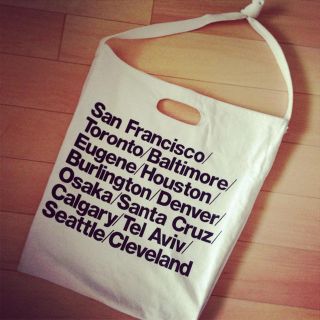 San Francisco/
Toronto/Baltimore/
Eugene/Houston/
Burlington/Denver/
Osaka/Santa Cruz/
Calgary/Tel Aviv/
Seattle/Cleveland